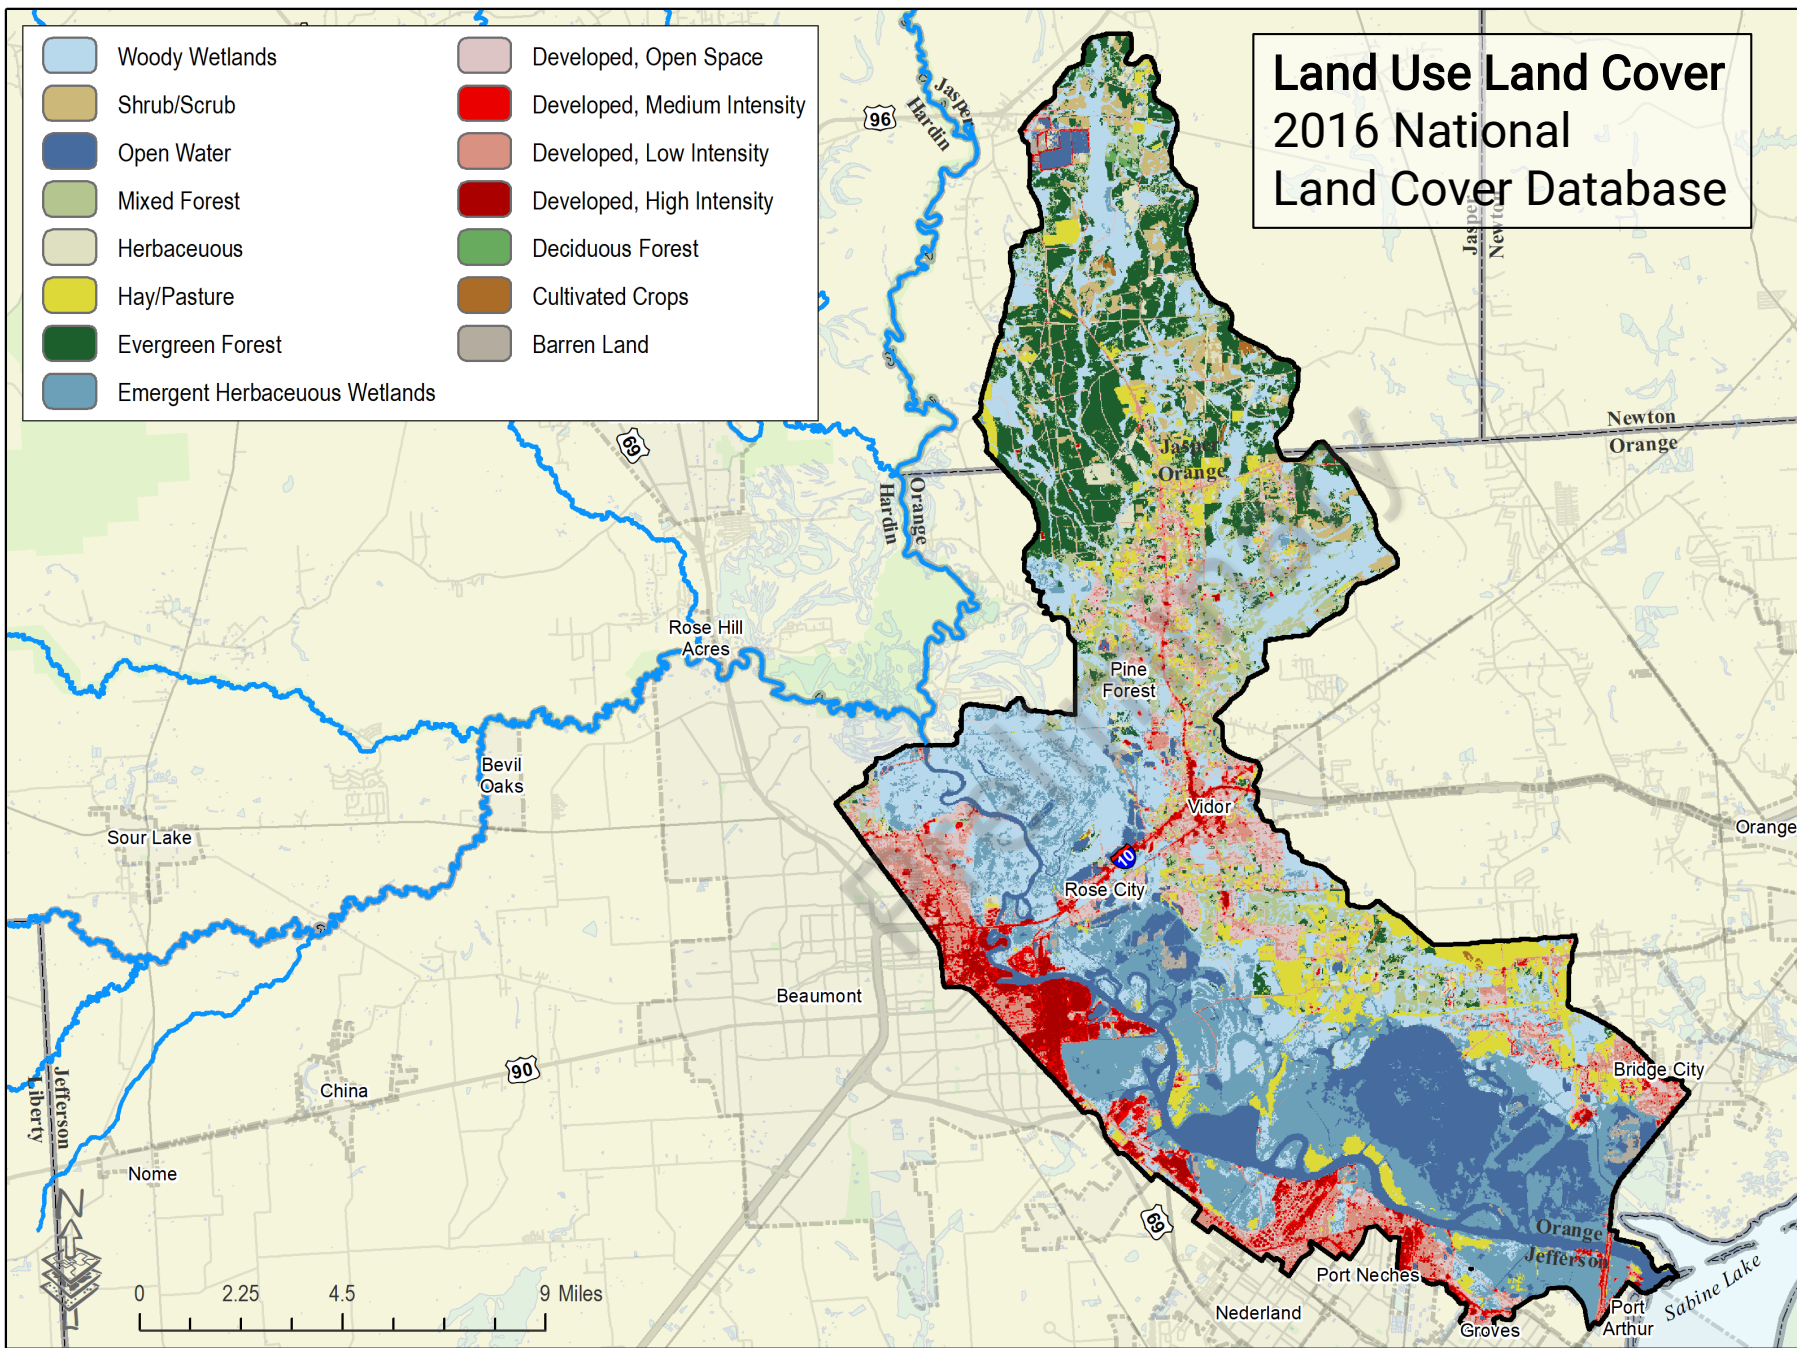 Woody Wetlands
Shrub/Scrub
Open Water
Mixed Forest
Herbaceuous
Hay/Pasture
Evergreen Forest
Emergent Herbaceuous Wetlands
Developed, Open Space
Developed, Medium Intensity
Developed, Low Intensity
Developed, High Intensity
Deciduous Forest
Cultivated Crops
Barren Land
Land Use Land Cover
2016 National
Land Cover Database
96
Jasper
Hardin
Jasper
Newton
69
Newton
Orange
Jasper
Orange
Hardin
Orange
Rose Hill
Acres
Pine
Forest
Bevil
Oaks
Vidor
Sour Lake
Orange
10
Rose City
Preliminary
Beaumont
90
China
Jefferson
Liberty
Bridge City
Nome
N
69
Orange
Jefferson
Port Neches
Sabine Lake
Nederland
Port
Arthur
Groves
0 2.25 4.5 9 Miles